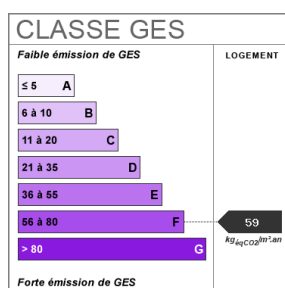 CLASSE GES
Faible émission de GES
LOGEMENT
≤ 5 A
6 à 10 B
11 à 20 C
21 à 35 D
36 à 55 E
56 à 80 F
59
kgéqCO2/m².an
> 80 G
Forte émission de GES